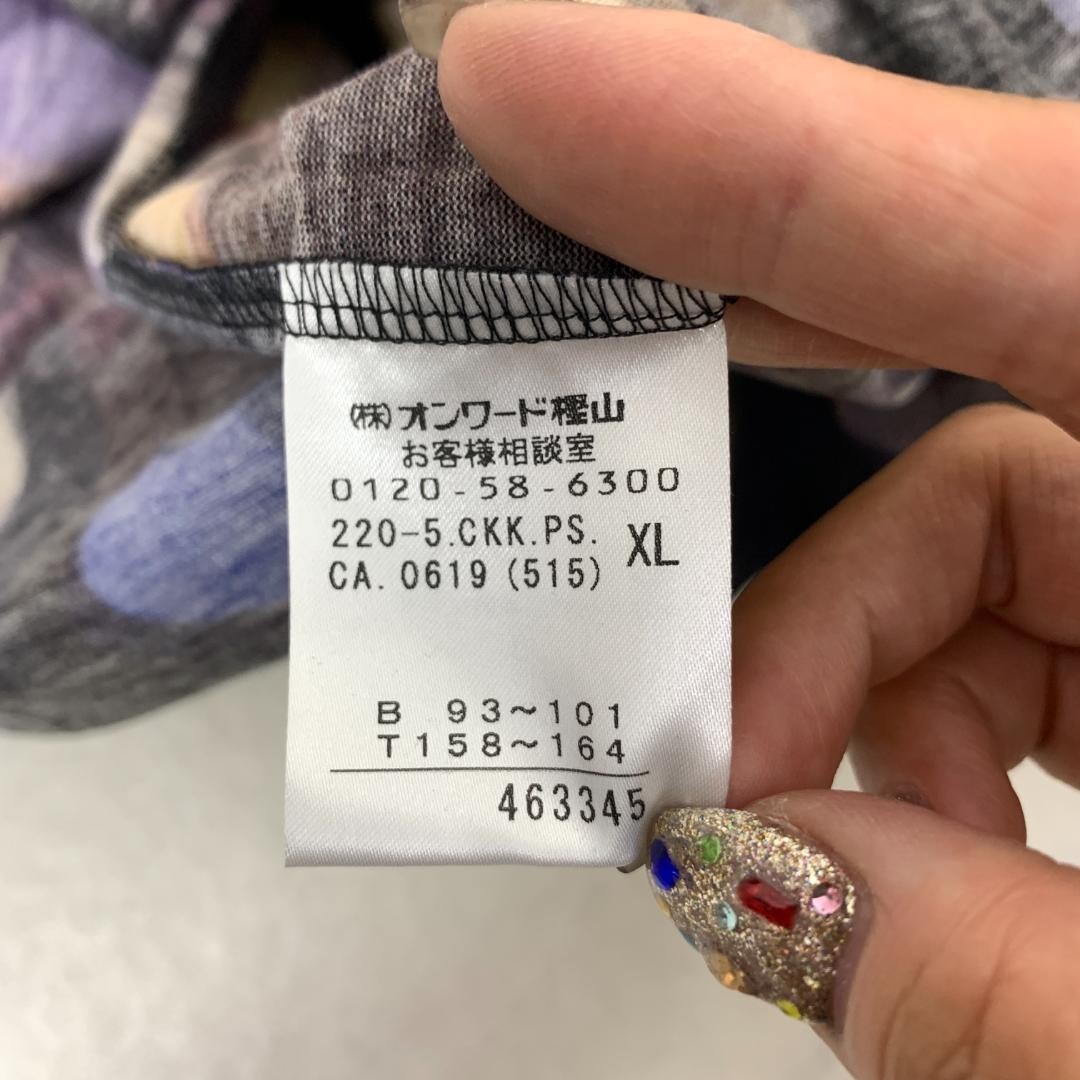 (株)オンワード樫山
お客様相談室
0120-58-6300
220-5.CKK.PS. XL
CA. 0619 (515)
B 93~101
T158~164
463345